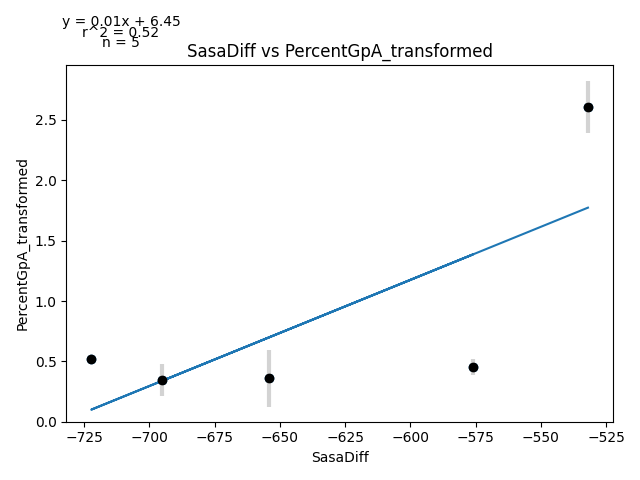 y = 0.01x + 6.45
r^2 = 0.52
n = 5
SasaDiff vs PercentGpA_transformed
PercentGpA_transformed
2.5
2.0
1.5
1.0
0.5
0.0
−725 −700 −675 −650 −625 −600 −575 −550 −525
SasaDiff